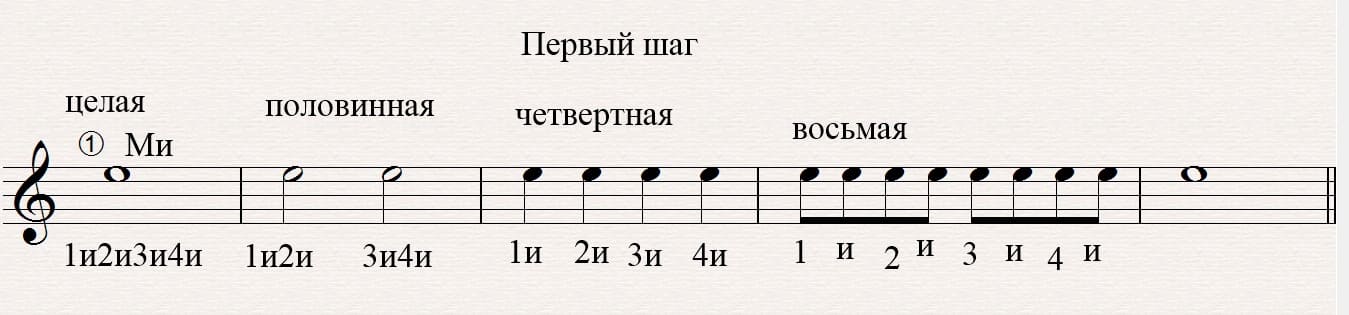 Первый шаг
целая половинная четвертная восьмая
① Ми
1и2и3и4и 1и2и 3и4и 1и 2и 3и 4и 1 и 2 и 3 и 4 и